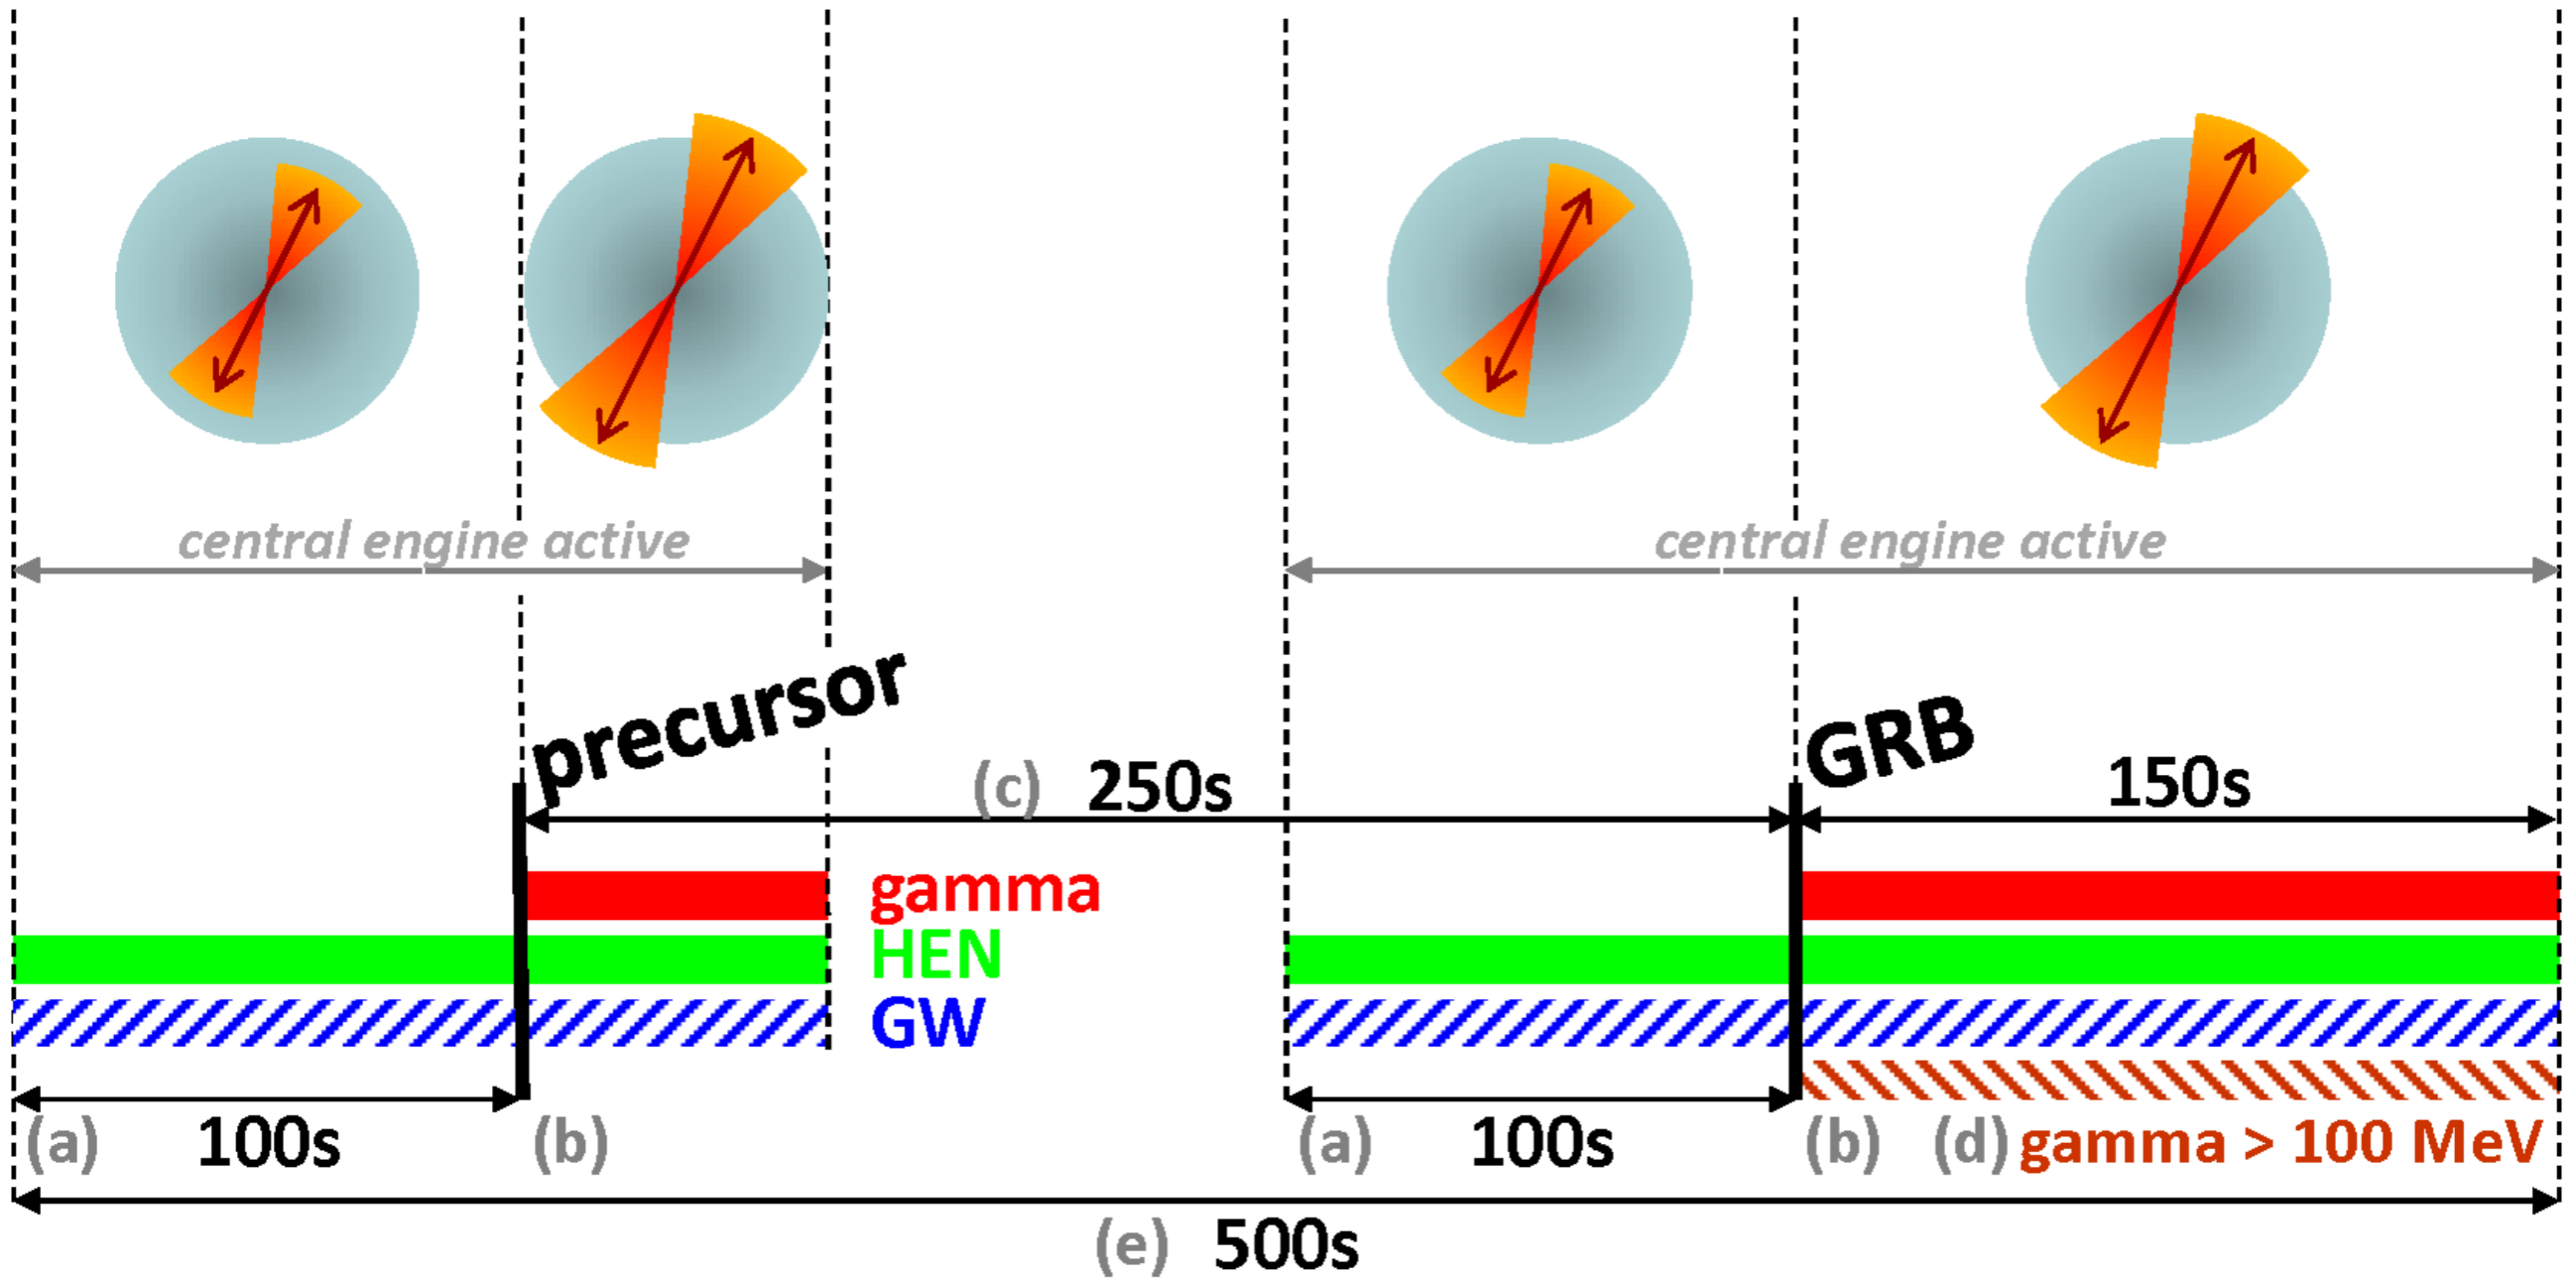 central engine active
central engine active
precursor
GRB
(c) 250s
150s
gamma
HEN
GW
(a) 100s (b)
(a) 100s (b) (d) gamma > 100 MeV
(e) 500s